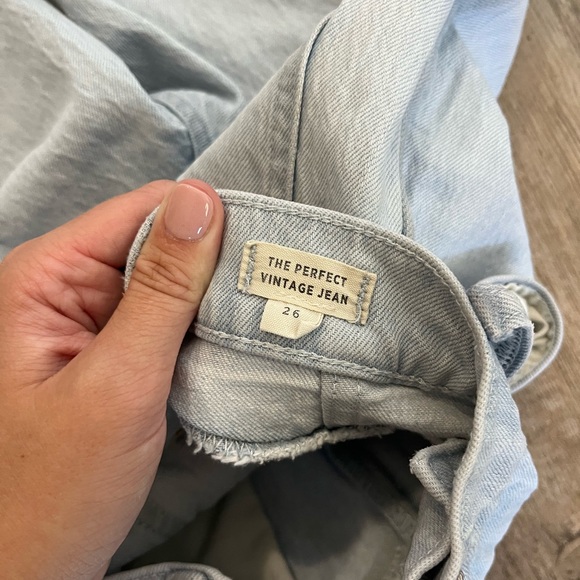 THE PERFECT
VINTAGE JEAN
26